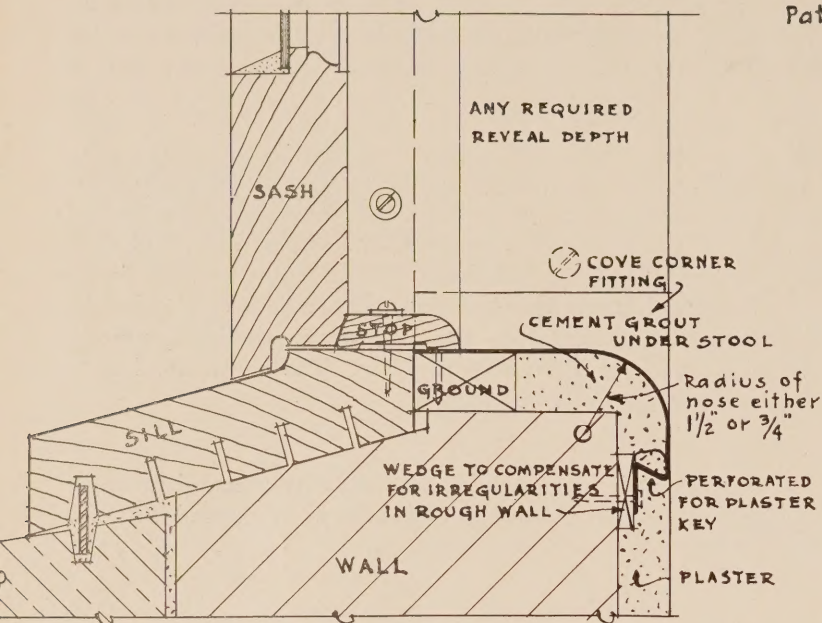 Pat
ANY REQUIRED
REVEAL DEPTH
SASH
COVE CORNER
FITTING
CEMENT GROUT
UNDER STOOL
STOP
GROUND
Radius of
nose either
1 1/2" or 3/4"
SILL
WEDGE TO COMPENSATE
FOR IRREGULARITIES
IN ROUGH WALL
PERFORATED
FOR PLASTER
KEY
WALL
PLASTER